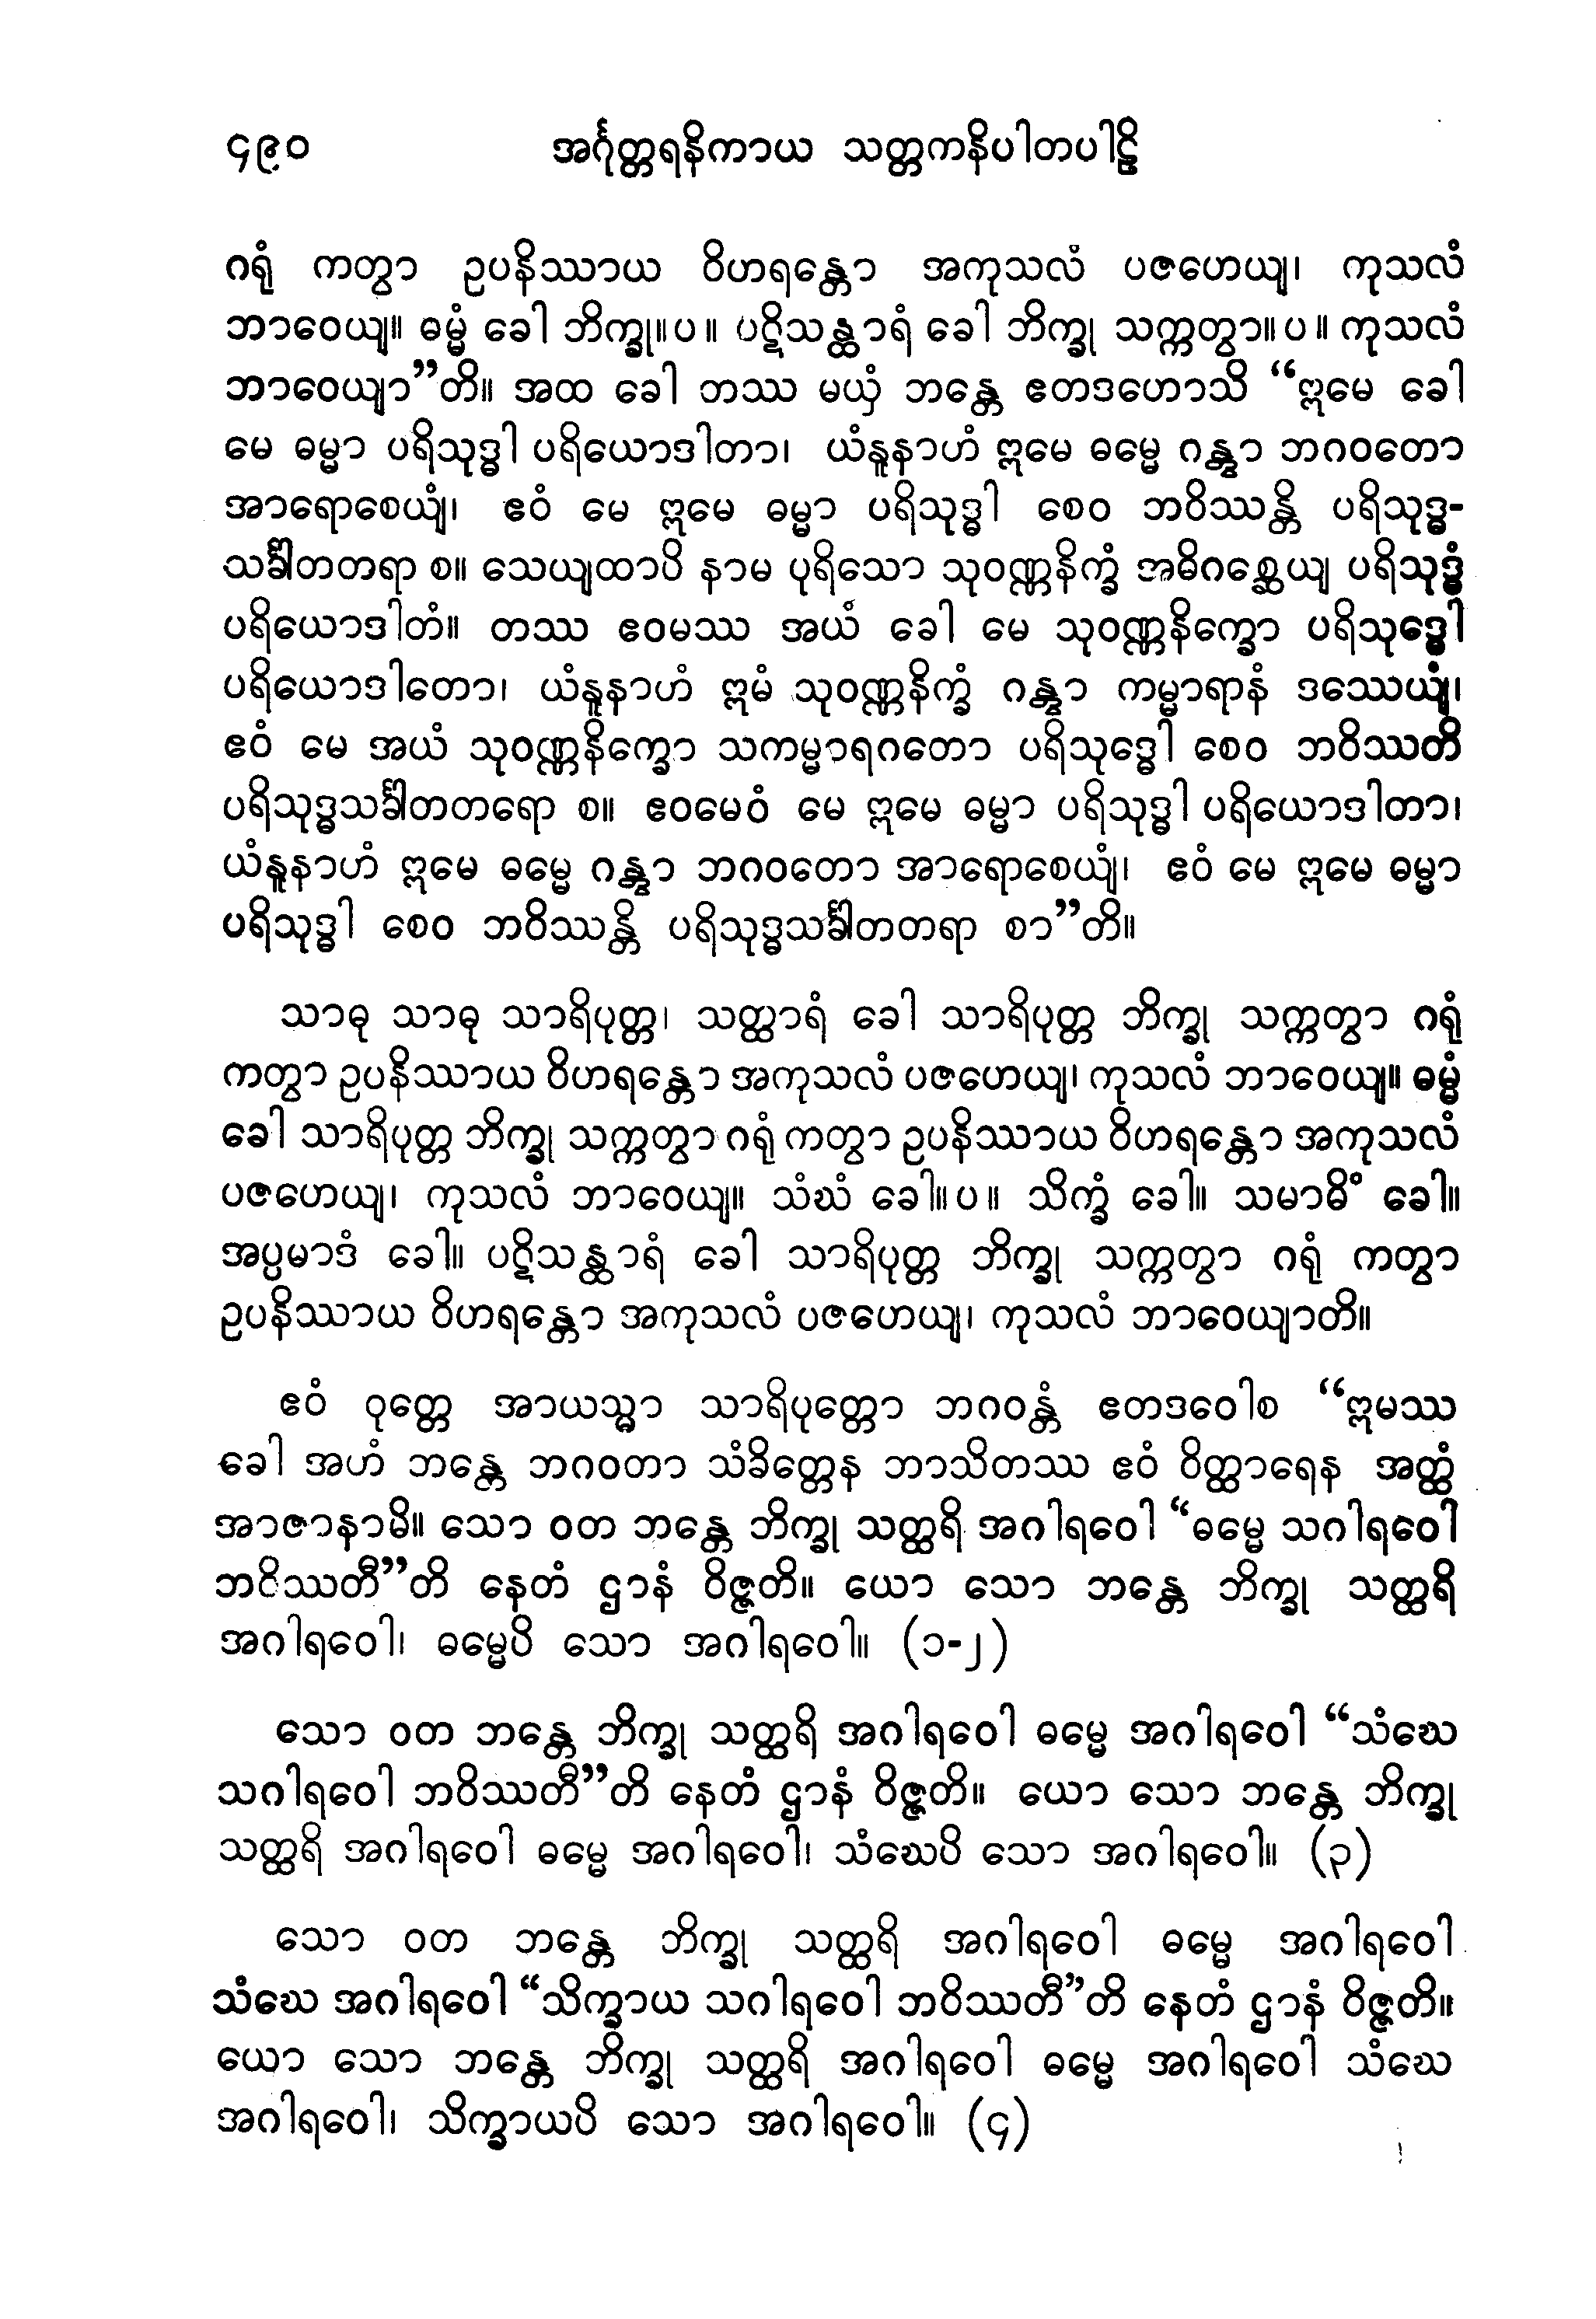 ၄၉၀ အင်္ဂုတ္တရနိကာယ သတ္တကနိပါတပါဠိ
ဂရုံ ကတွာ ဥပနိဿာယ ဝိဟရန္တော အကုသလံ ပဇဟေယျ၊ ကုသလံ
ဘာဝေယျ။ ဓမ္မံ ခေါ ဘိက္ခု။ပ။ ပဋိသန္ထာရံ ခေါ ဘိက္ခု သက္ကတွာ။ပ။ ကုသလံ
ဘာဝေယျာ”တိ။ အထ ခေါ ဘဿ မယှံ ဘန္တေ ဧတဒဟောသိ “ဣမေ ခေါ
မေ ဓမ္မာ ပရိသုဒ္ဓါ ပရိယောဒါတာ၊ ယံနူနာဟံ ဣမေ ဓမ္မေ ဂန္တွာ ဘဂဝတော
အာရောစေယျံ၊ ဧဝံ မေ ဣမေ ဓမ္မာ ပရိသုဒ္ဓါ စေဝ ဘဝိဿန္တိ ပရိသုဒ္ဓ-
သင်္ခါတတရာ စ။ သေယျထာပိ နာမ ပုရိသော သုဝဏ္ဏနိက္ခံ အဓိဂစ္ဆေယျ ပရိသုဒ္ဓံ
ပရိယောဒါတံ။ တဿ ဧဝမဿ အယံ ခေါ မေ သုဝဏ္ဏနိက္ခော ပရိသုဒ္ဓေါ
ပရိယောဒါတော၊ ယံနူနာဟံ ဣမံ သုဝဏ္ဏနိက္ခံ ဂန္တွာ ကမ္မာရာနံ ဒဿေယျံ၊
ဧဝံ မေ အယံ သုဝဏ္ဏနိက္ခော သကမ္မာရဂတော ပရိသုဒ္ဓေါ စေဝ ဘဝိဿတိ
ပရိသုဒ္ဓသင်္ခါတတရော စ။ ဧဝမေဝံ မေ ဣမေ ဓမ္မာ ပရိသုဒ္ဓါ ပရိယောဒါတာ၊
ယံနူနာဟံ ဣမေ ဓမ္မေ ဂန္တွာ ဘဂဝတော အာရောစေယျံ၊ ဧဝံ မေ ဣမေ ဓမ္မာ
ပရိသုဒ္ဓါ စေဝ ဘဝိဿန္တိ ပရိသုဒ္ဓသင်္ခါတတရာ စာ”တိ။
သာဓု သာဓု သာရိပုတ္တ၊ သတ္ထာရံ ခေါ သာရိပုတ္တ ဘိက္ခု သက္ကတွာ ဂရုံ
ကတွာ ဥပနိဿာယ ဝိဟရန္တော အကုသလံ ပဇဟေယျ၊ ကုသလံ ဘာဝေယျ။ ဓမ္မံ
ခေါ သာရိပုတ္တ ဘိက္ခု သက္ကတွာ ဂရုံ ကတွာ ဥပနိဿာယ ဝိဟရန္တော အကုသလံ
ပဇဟေယျ၊ ကုသလံ ဘာဝေယျ။ သံဃံ ခေါ။ပ။ သိက္ခံ ခေါ။ သမာဓိံ ခေါ။
အပ္ပမာဒံ ခေါ။ ပဋိသန္ထာရံ ခေါ သာရိပုတ္တ ဘိက္ခု သက္ကတွာ ဂရုံ ကတွာ
ဥပနိဿာယ ဝိဟရန္တော အကုသလံ ပဇဟေယျ၊ ကုသလံ ဘာဝေယျာတိ။
ဧဝံ ဝုတ္တေ အာယသ္မာ သာရိပုတ္တော ဘဂဝန္တံ ဧတဒဝေါစ “ဣမဿ
ခေါ အဟံ ဘန္တေ ဘဂဝတာ သံခိတ္တေန ဘာသိတဿ ဧဝံ ဝိတ္ထာရေန အတ္ထံ
အာဇာနာမိ။ သော ဝတ ဘန္တေ ဘိက္ခု သတ္ထရိ အဂါရဝေါ “ဓမ္မေ သဂါရဝေါ
ဘဝိဿတီ”တိ နေတံ ဌာနံ ဝိဇ္ဇတိ။ ယော သော ဘန္တေ ဘိက္ခု သတ္ထရိ
အဂါရဝေါ၊ ဓမ္မေပိ သော အဂါရဝေါ။ (၁-၂)
သော ဝတ ဘန္တေ ဘိက္ခု သတ္ထရိ အဂါရဝေါ ဓမ္မေ အဂါရဝေါ “သံဃေ
သဂါရဝေါ ဘဝိဿတီ”တိ နေတံ ဌာနံ ဝိဇ္ဇတိ။ ယော သော ဘန္တေ ဘိက္ခု
သတ္ထရိ အဂါရဝေါ ဓမ္မေ အဂါရဝေါ၊ သံဃေပိ သော အဂါရဝေါ။ (၃)
သော ဝတ ဘန္တေ ဘိက္ခု သတ္ထရိ အဂါရဝေါ ဓမ္မေ အဂါရဝေါ
သံဃေ အဂါရဝေါ “သိက္ခာယ သဂါရဝေါ ဘဝိဿတီ”တိ နေတံ ဌာနံ ဝိဇ္ဇတိ။
ယော သော ဘန္တေ ဘိက္ခု သတ္ထရိ အဂါရဝေါ ဓမ္မေ အဂါရဝေါ သံဃေ
အဂါရဝေါ၊ သိက္ခာယပိ သော အဂါရဝေါ။ (၄)